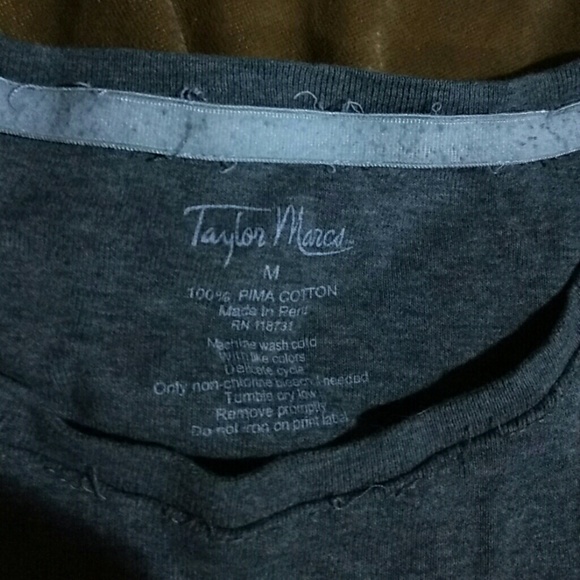 Taylor Marcs
M
100% PIMA COTTON
Made in Peru
RN 118731
Machine wash cold
With like colors
Delicate cycle
Only non-chlorine bleach if needed
Tumble dry low
Remove promptly
Do not iron on print label